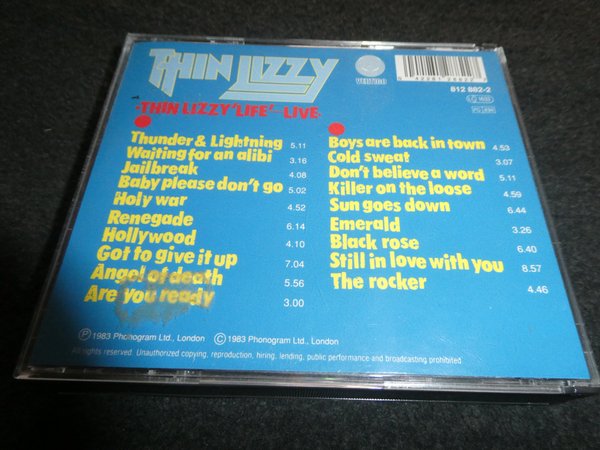 THIN LIZZY
VERTIGO
812 882-2
-THIN LIZZY 'LIFE'-LIVE-
Thunder & Lightning 5.11
Waiting for an alibi 3.16
Jailbreak 4.08
Baby please don't go 5.02
Holy war 4.52
Renegade 6.14
Hollywood 4.10
Got to give it up 7.04
Angel of death 5.56
Are You ready 3.00
Boys are back in town 4.53
Cold sweat 3.07
Don't believe a word 5.11
Killer on the loose 4.59
Sun goes down 6.44
Emerald 3.26
Black rose 6.40
Still in love with you 8.57
The rocker 4.46
Ⓟ 1983 Phonogram Ltd., London © 1983 Phonogram Ltd., London
All rights reserved. Unauthorized copying, reproduction, hiring, lending, public performance and broadcasting prohibited